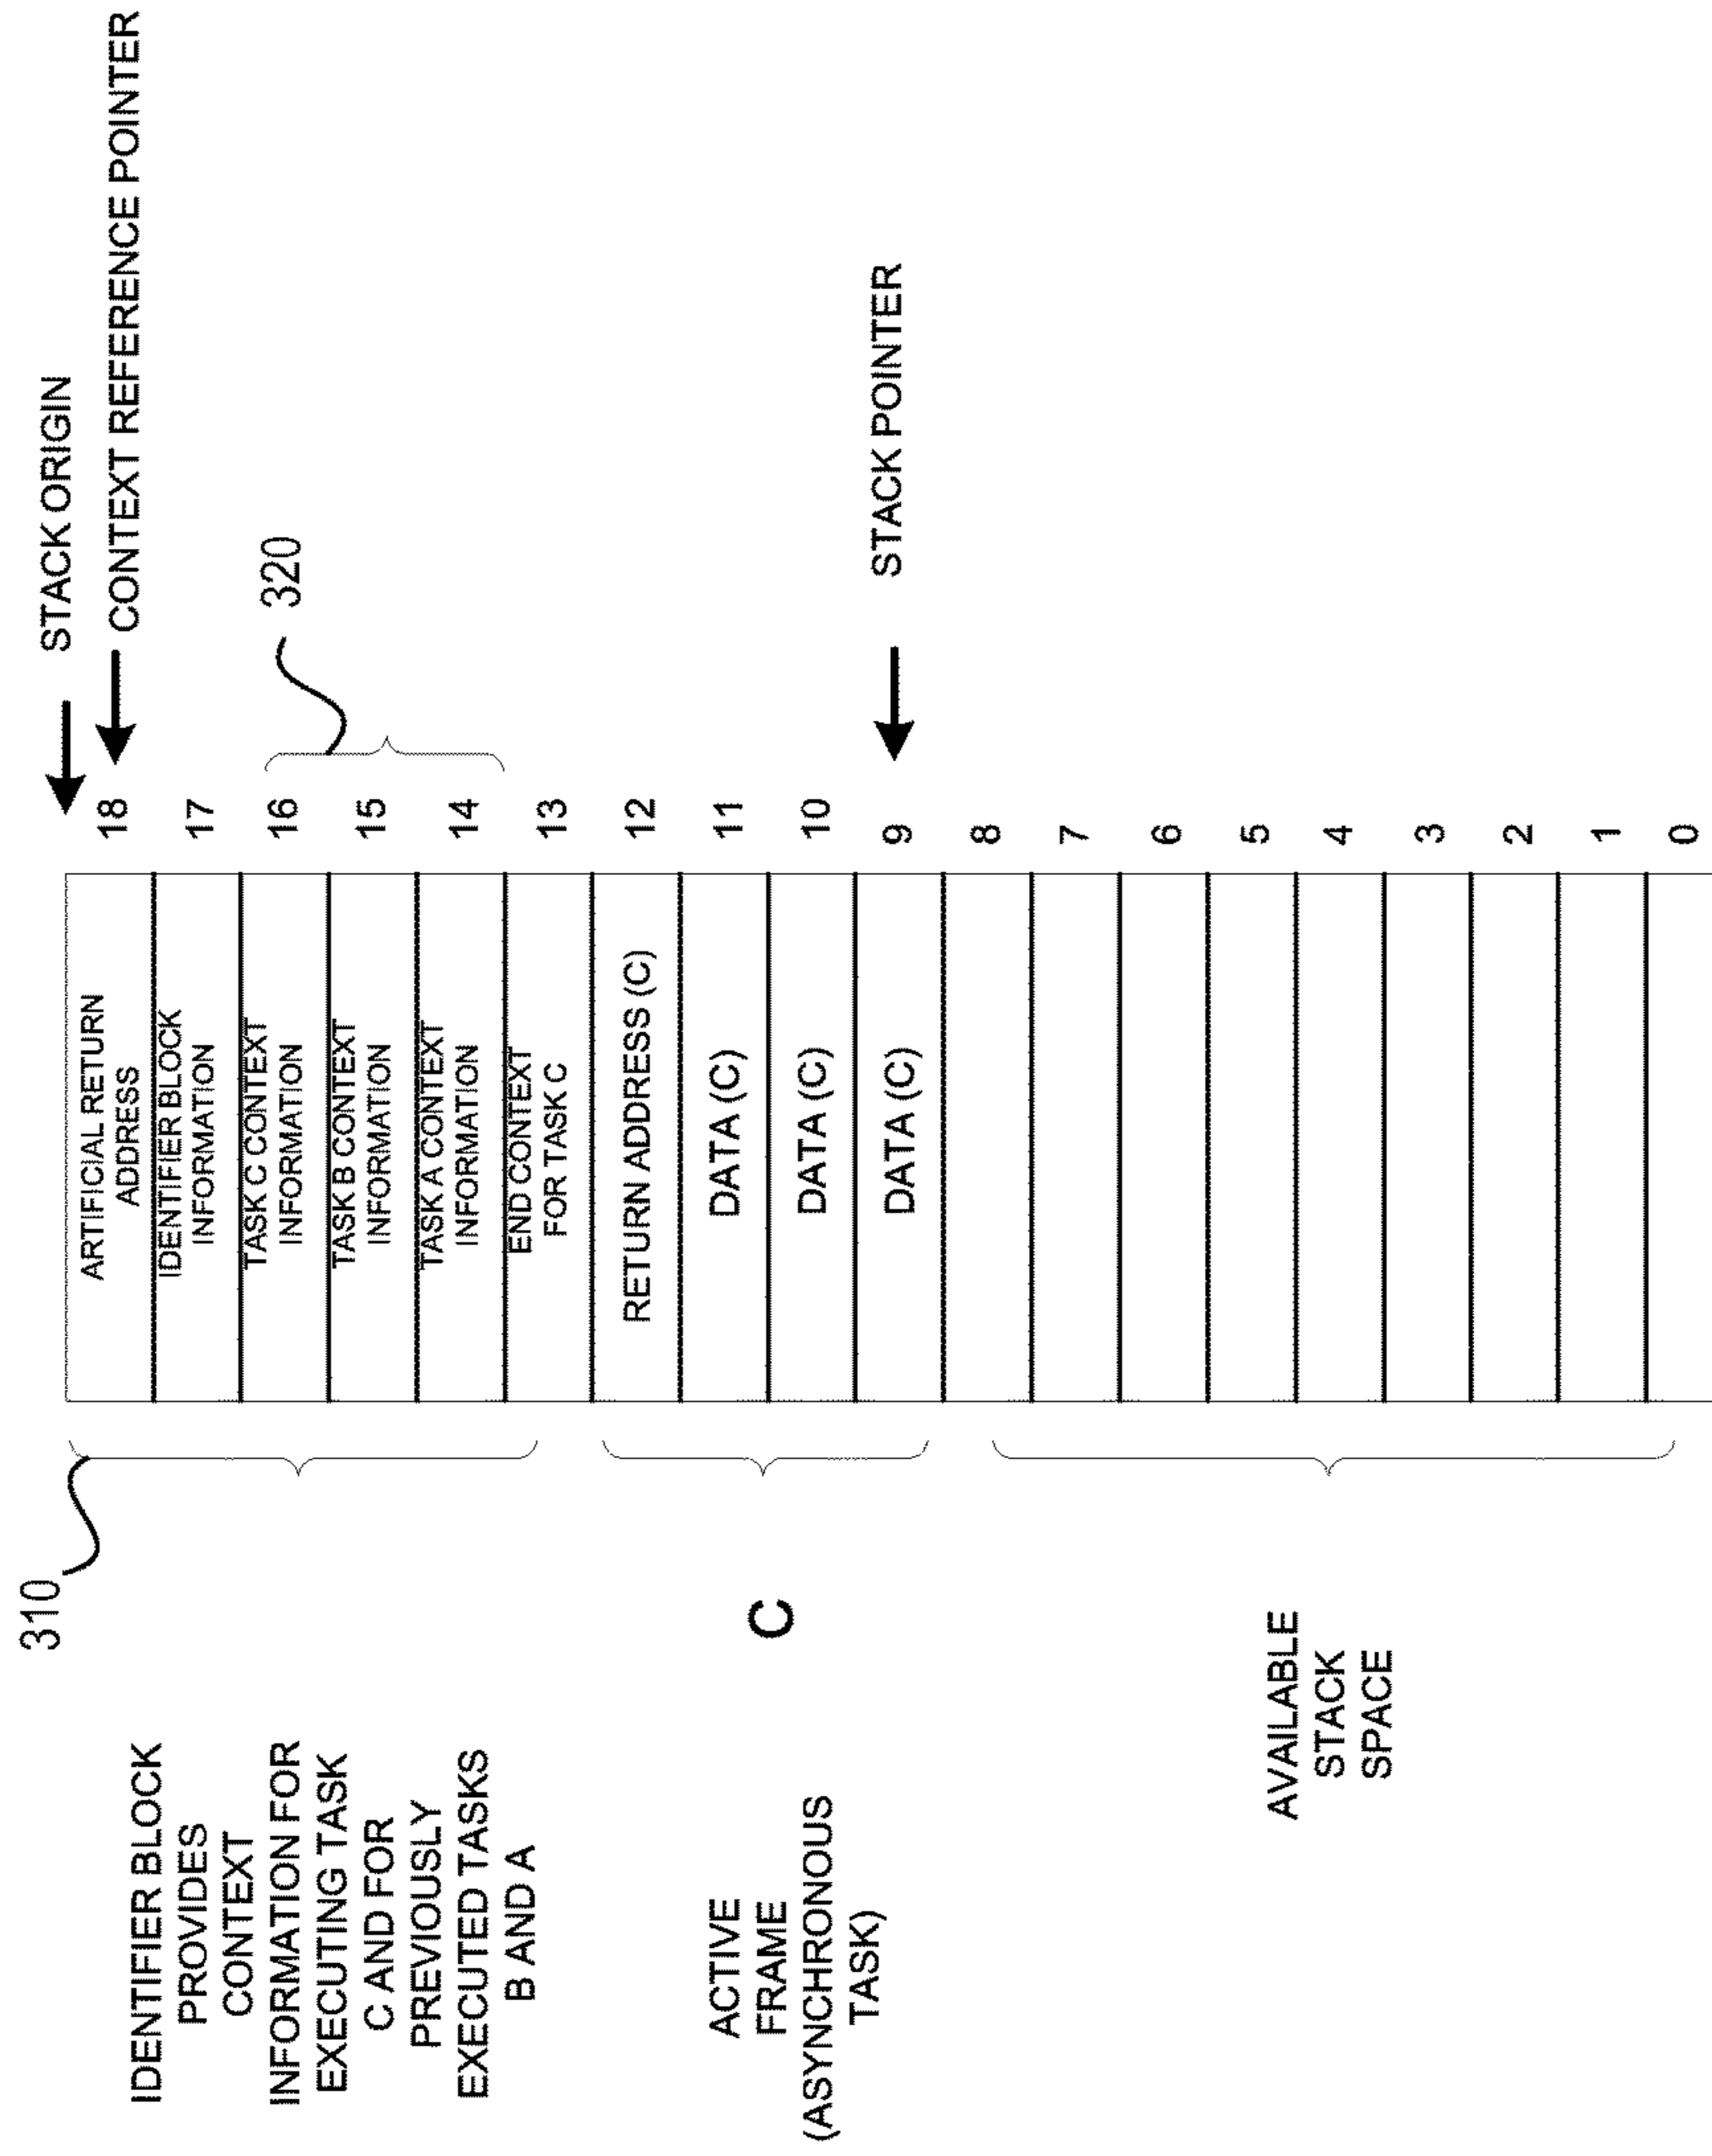 STACK ORIGIN
CONTEXT REFERENCE POINTER
320
STACK POINTER
18
17
16
15
14
13
12
11
10
9
8
7
6
5
4
3
2
1
0
ARTIFICIAL RETURN
ADDRESS
IDENTIFIER BLOCK
INFORMATION
TASK C CONTEXT
INFORMATION
TASK B CONTEXT
INFORMATION
TASK A CONTEXT
INFORMATION
END CONTEXT
FOR TASK C
RETURN ADDRESS (C)
DATA (C)
DATA (C)
DATA (C)
310
IDENTIFIER BLOCK
PROVIDES
CONTEXT
INFORMATION FOR
EXECUTING TASK
C AND FOR
PREVIOUSLY
EXECUTED TASKS
B AND A
C
ACTIVE
FRAME
(ASYNCHRONOUS
TASK)
AVAILABLE
STACK
SPACE